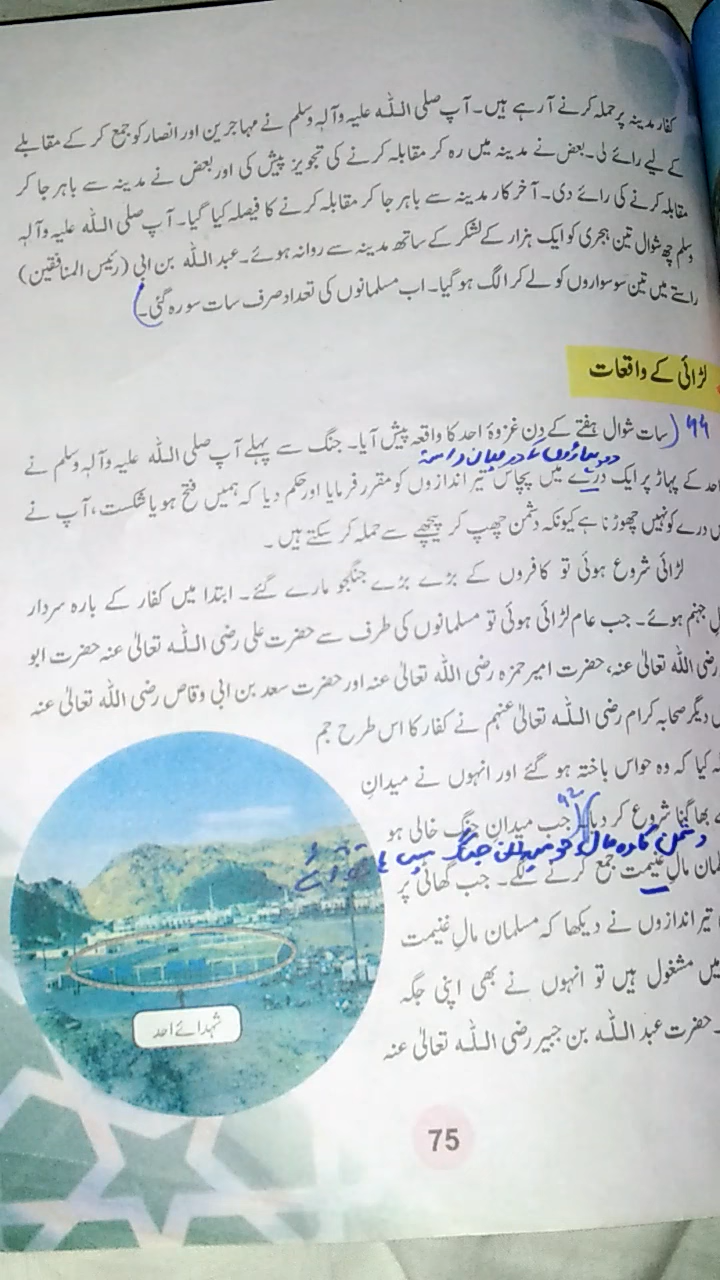 کفار مدینہ پر حملہ کرنے آ رہے ہیں۔ آپ صلی اللہ علیہ وآلہٖ وسلم نے مہاجرین اور انصار کو جمع کر کے مقابلے
کے لیے رائے لی۔ بعض نے مدینہ میں رہ کر مقابلہ کرنے کی تجویز پیش کی اور بعض نے مدینہ سے باہر جا کر
مقابلہ کرنے کی رائے دی۔ آخر کار مدینہ سے باہر جا کر مقابلہ کرنے کا فیصلہ کیا گیا۔ آپ صلی اللہ علیہ وآلہٖ
وسلم چھ شوال تین ہجری کو ایک ہزار کے لشکر کے ساتھ مدینہ سے روانہ ہوئے۔ عبد اللہ بن ابی (رئیس المنافقین)
راستے میں تین سو سواروں کو لے کر الگ ہو گیا۔ اب مسلمانوں کی تعداد صرف سات سو رہ گئی۔
لڑائی کے واقعات
سات شوال ہفتے کے دن غزوۂ احد کا واقعہ پیش آیا۔ جنگ سے پہلے آپ صلی اللہ علیہ وآلہٖ وسلم نے
دو پہاڑوں کا درمیان راستہ
احد کے پہاڑ پر ایک درے میں پچاس تیر اندازوں کو مقرر فرمایا اور حکم دیا کہ ہمیں فتح ہو یا شکست، آپ نے
درے کو نہیں چھوڑنا ہے کیونکہ دشمن چھپ کر پیچھے سے حملہ کر سکتے ہیں۔
لڑائی شروع ہوئی تو کافروں کے بڑے بڑے جنگجو مارے گئے۔ ابتدا میں کفار کے بارہ سردار
جہنم ہوئے۔ جب عام لڑائی ہوئی تو مسلمانوں کی طرف سے حضرت علی رضی اللہ تعالیٰ عنہ حضرت ابو
رضی اللہ تعالیٰ عنہ، حضرت امیر حمزہ رضی اللہ تعالیٰ عنہ اور حضرت سعد بن ابی وقاص رضی اللہ تعالیٰ عنہ
دیگر صحابہ کرام رضی اللہ تعالیٰ عنہم نے کفار کا اس طرح جم
کیا کہ وہ حواس باختہ ہو گئے اور انہوں نے میدانِ
بھاگنا شروع کر دیا۔ جب میدانِ جنگ خالی ہو
دشمن کا وہ مال جو میدان جنگ میں
مالِ غنیمت جمع کرنے لگے۔ جب گھاٹی پر
تیر اندازوں نے دیکھا کہ مسلمان مالِ غنیمت
میں مشغول ہیں تو انہوں نے بھی اپنی جگہ
حضرت عبد اللہ بن جبیر رضی اللہ تعالیٰ عنہ
شہدائے احد
75